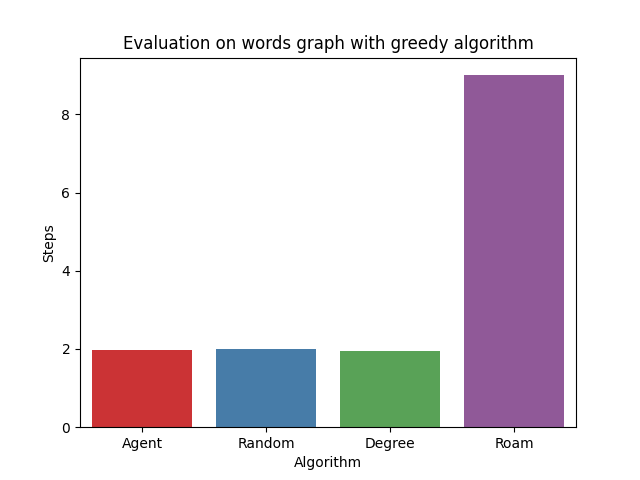 Evaluation on words graph with greedy algorithm
8
6
4
2
0
Steps
Agent
Random
Degree
Roam
Algorithm